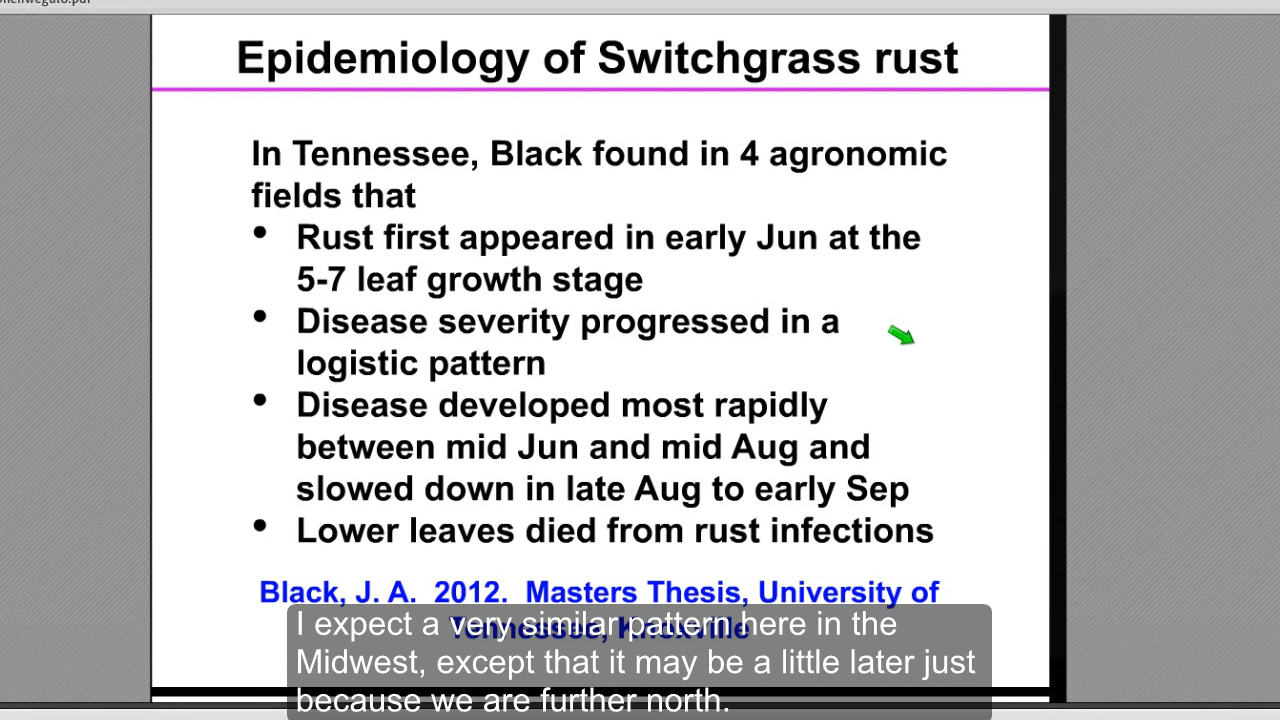 Epidemiology of Switchgrass rust
In Tennessee, Black found in 4 agronomic
fields that
• Rust first appeared in early Jun at the
5-7 leaf growth stage
• Disease severity progressed in a
logistic pattern
• Disease developed most rapidly
between mid Jun and mid Aug and
slowed down in late Aug to early Sep
• Lower leaves died from rust infections
Black, J. A. 2012. Masters Thesis, University of
Tennessee, Knoxville
I expect a very similar pattern here in the
Midwest, except that it may be a little later just
because we are further north.